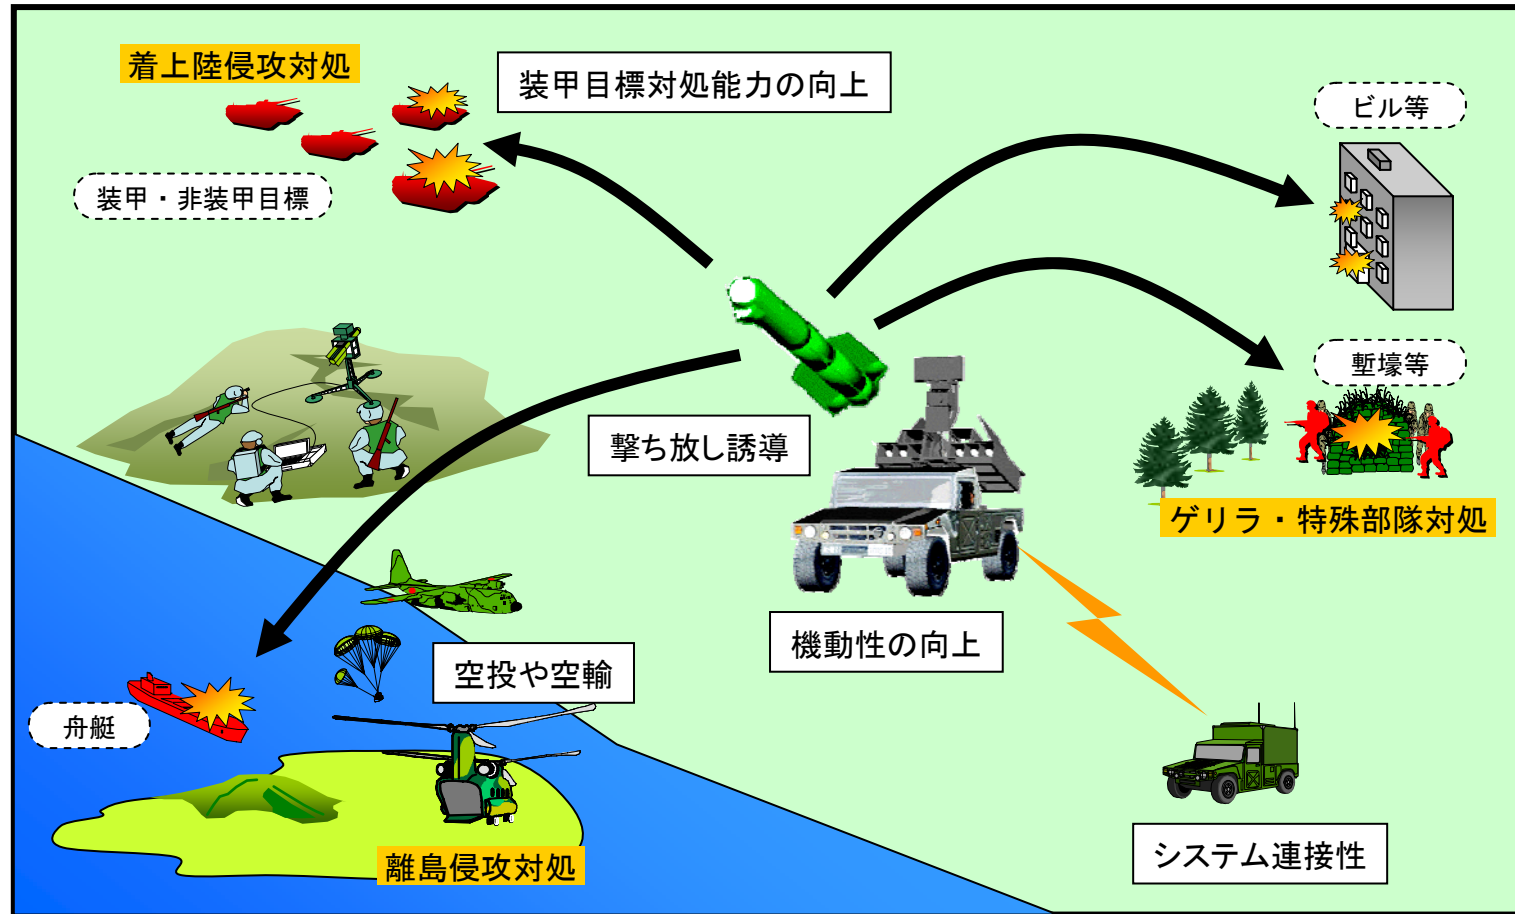 着上陸侵攻対処
装甲目標対処能力の向上
ビル等
装甲・非装甲目標
塹壕等
撃ち放し誘導
ゲリラ・特殊部隊対処
機動性の向上
空投や空輸
舟艇
システム連接性
離島侵攻対処